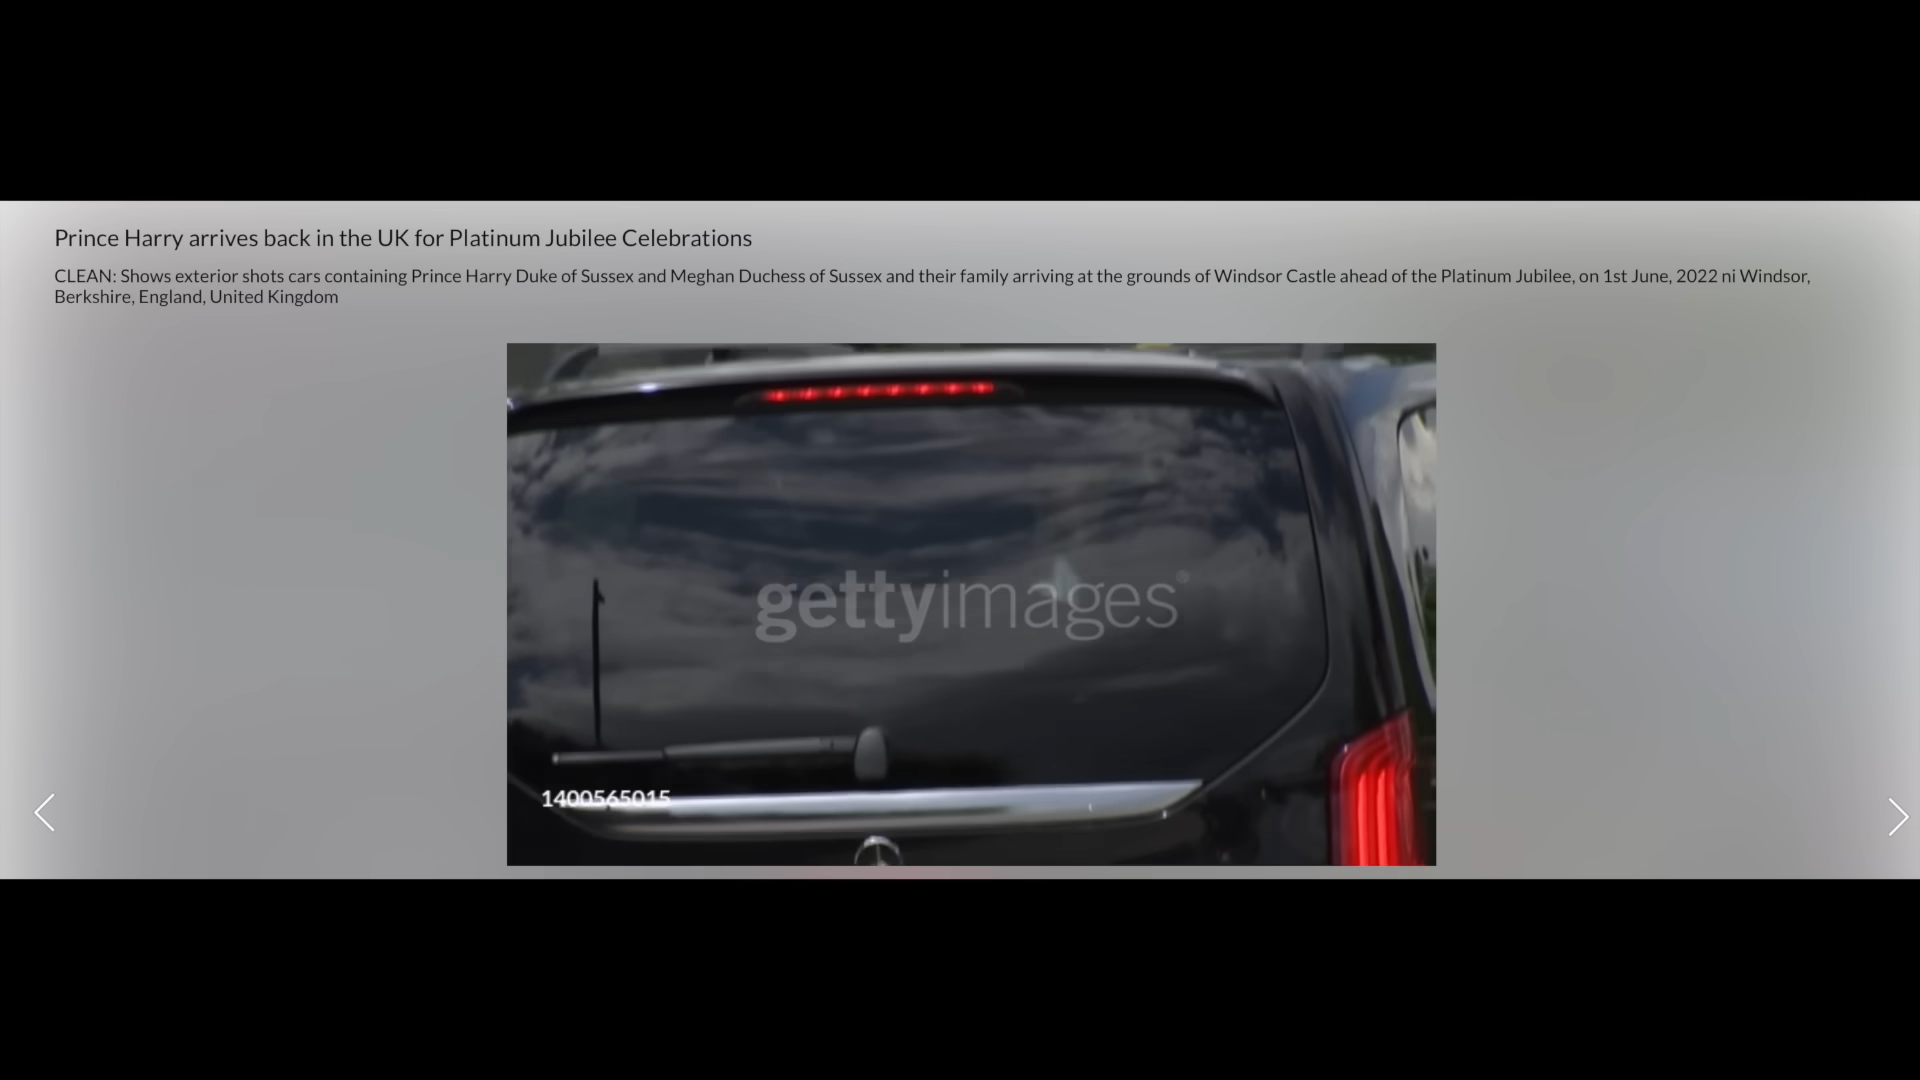 Prince Harry arrives back in the UK for Platinum Jubilee Celebrations
CLEAN: Shows exterior shots cars containing Prince Harry Duke of Sussex and Meghan Duchess of Sussex and their family arriving at the grounds of Windsor Castle ahead of the Platinum Jubilee, on 1st June, 2022 ni Windsor,
Berkshire, England, United Kingdom
gettyimages®
1400565015